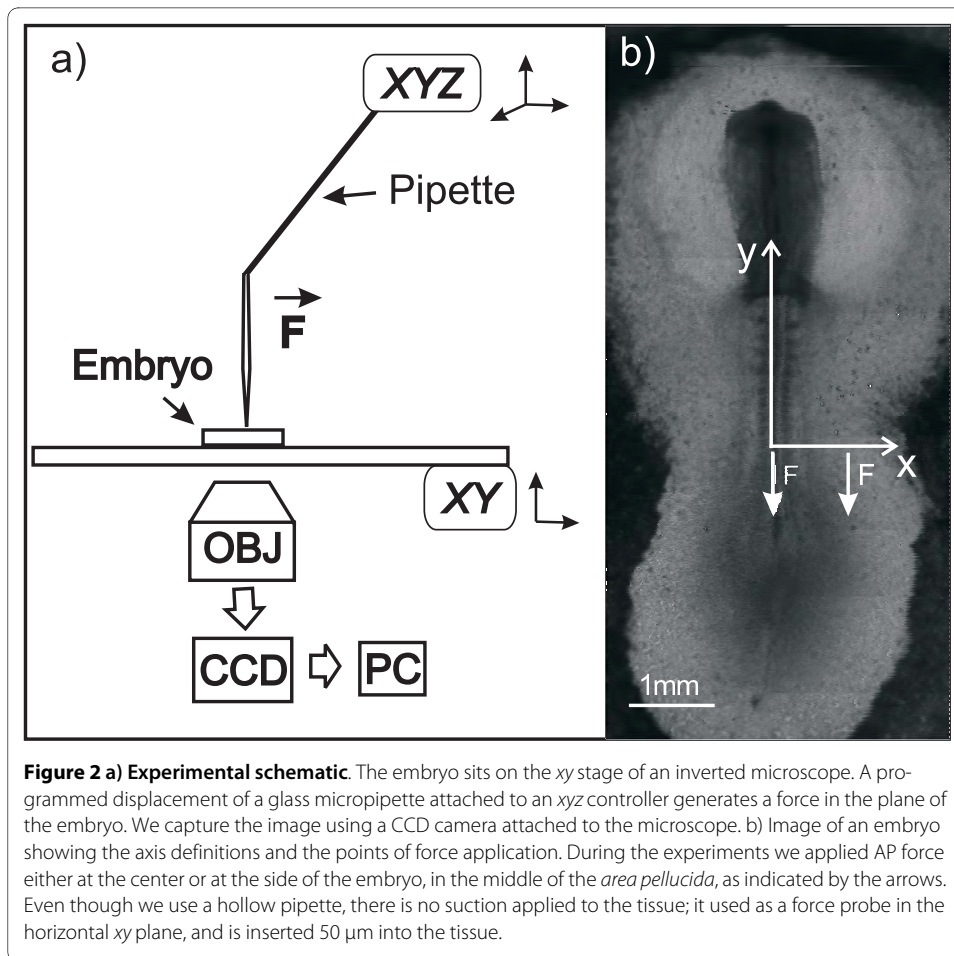 a)
XYZ
Pipette
F
Embryo
XY
OBJ
CCD
PC
b)
y
x
F
F
1mm
Figure 2 a) Experimental schematic. The embryo sits on the xy stage of an inverted microscope. A pro-
grammed displacement of a glass micropipette attached to an xyz controller generates a force in the plane of
the embryo. We capture the image using a CCD camera attached to the microscope. b) Image of an embryo
showing the axis definitions and the points of force application. During the experiments we applied AP force
either at the center or at the side of the embryo, in the middle of the area pellucida, as indicated by the arrows.
Even though we use a hollow pipette, there is no suction applied to the tissue; it used as a force probe in the
horizontal xy plane, and is inserted 50 μm into the tissue.